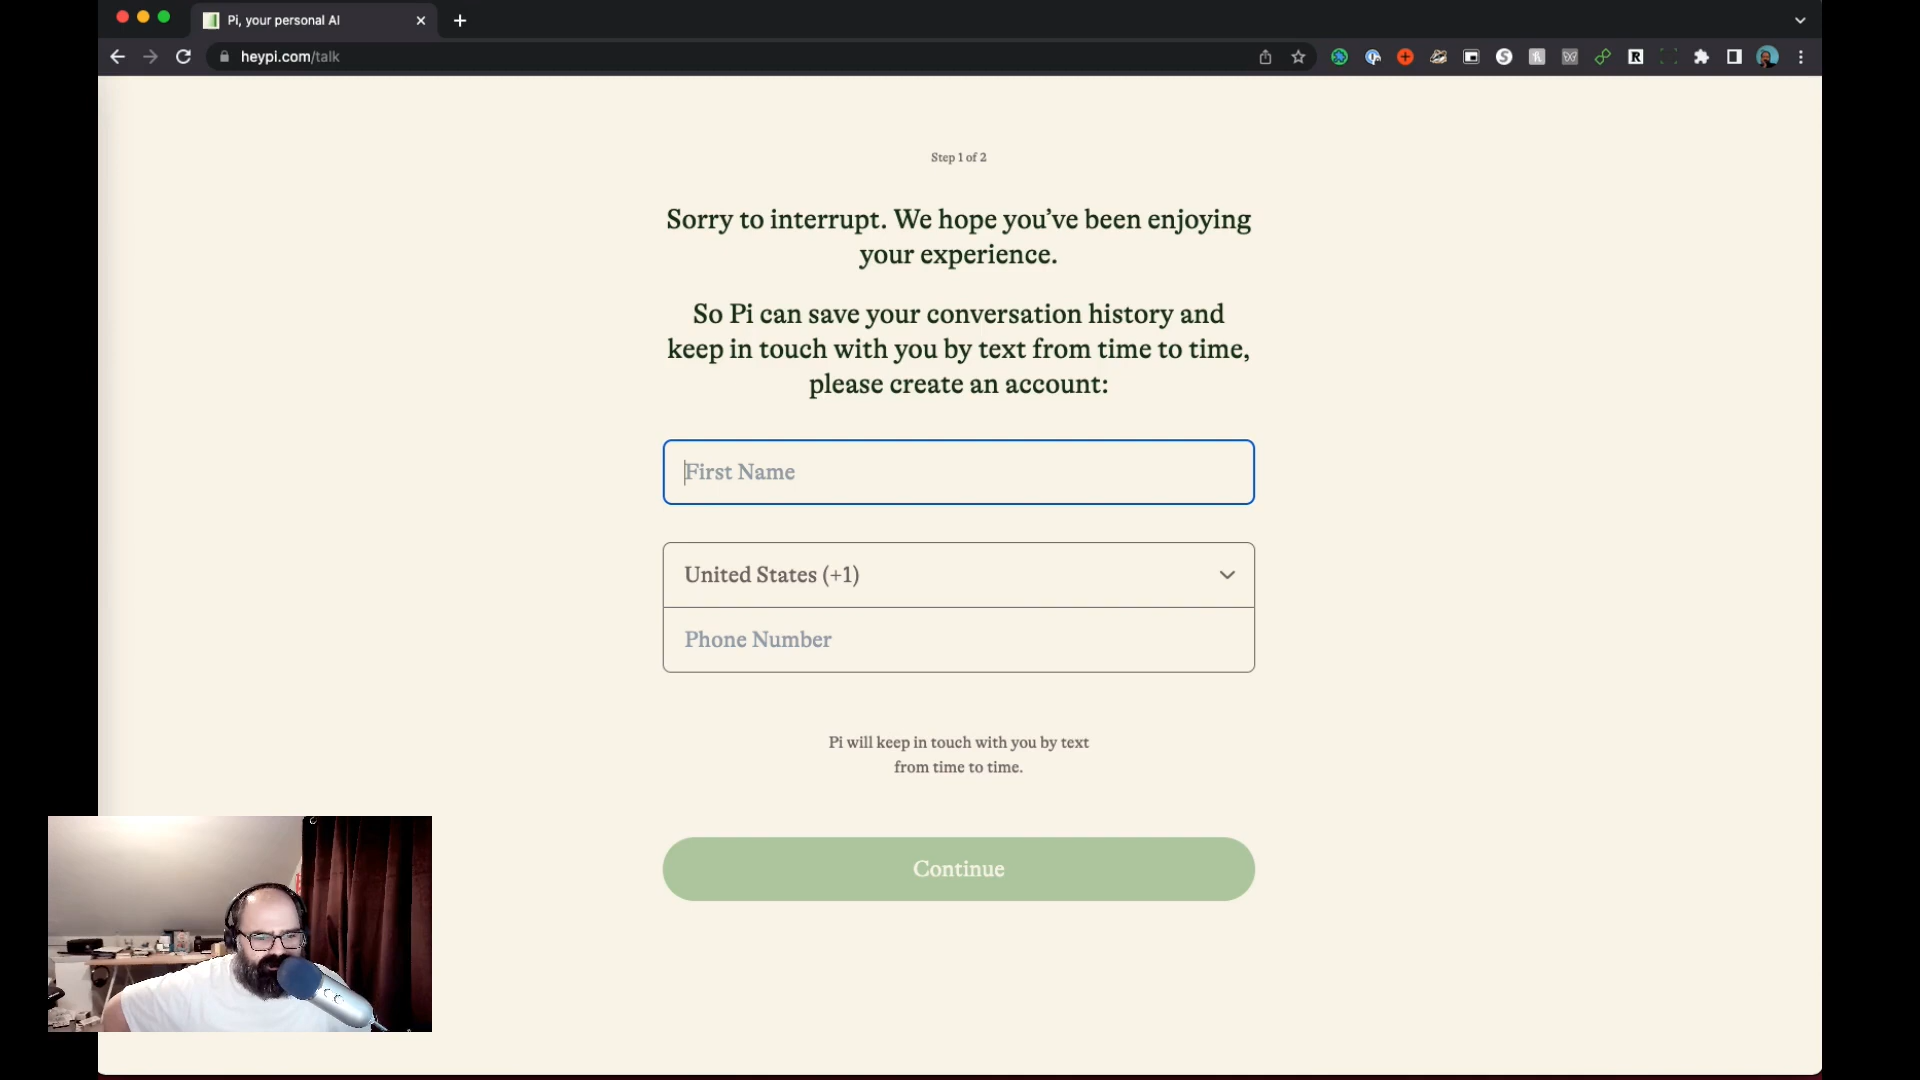 Pi, your personal AI
heypi.com/talk
Step 1 of 2
Sorry to interrupt. We hope you’ve been enjoying
your experience.
So Pi can save your conversation history and
keep in touch with you by text from time to time,
please create an account:
First Name
United States (+1)
Phone Number
Pi will keep in touch with you by text
from time to time.
Continue